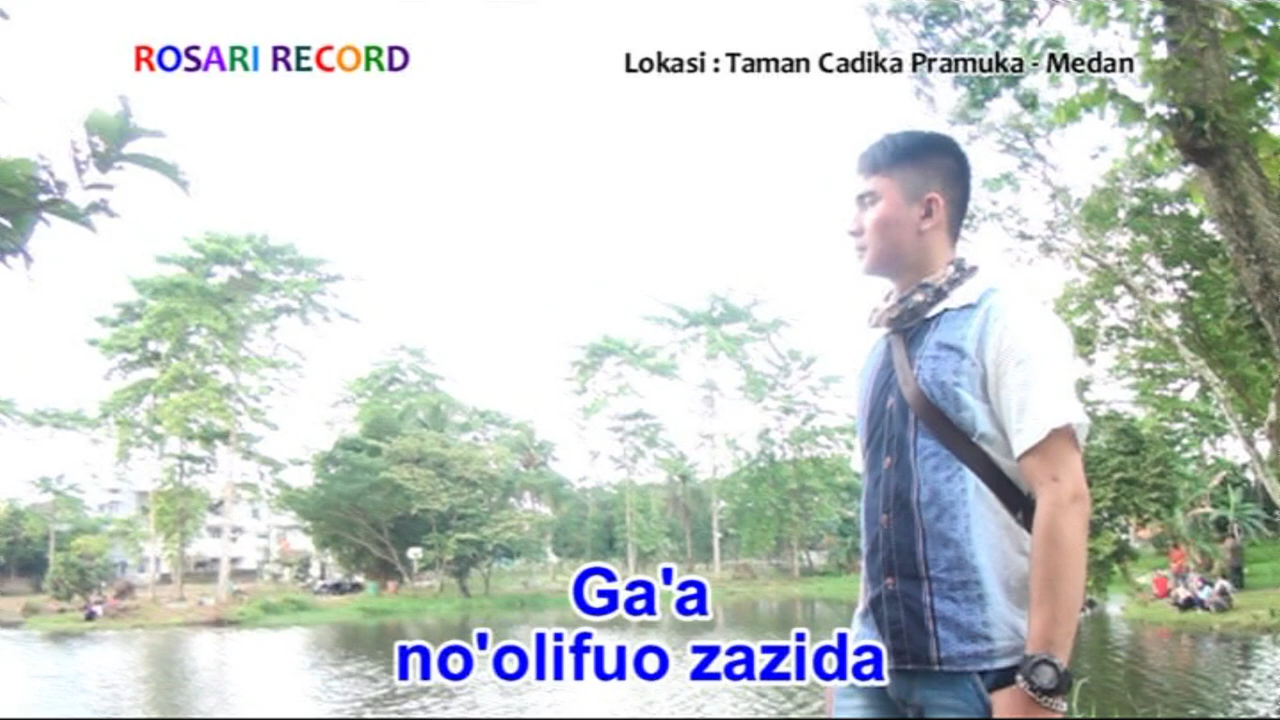 ROSARI RECORD
Lokasi : Taman Cadika Pramuka - Medan
Ga'a
no'olifuo zazida